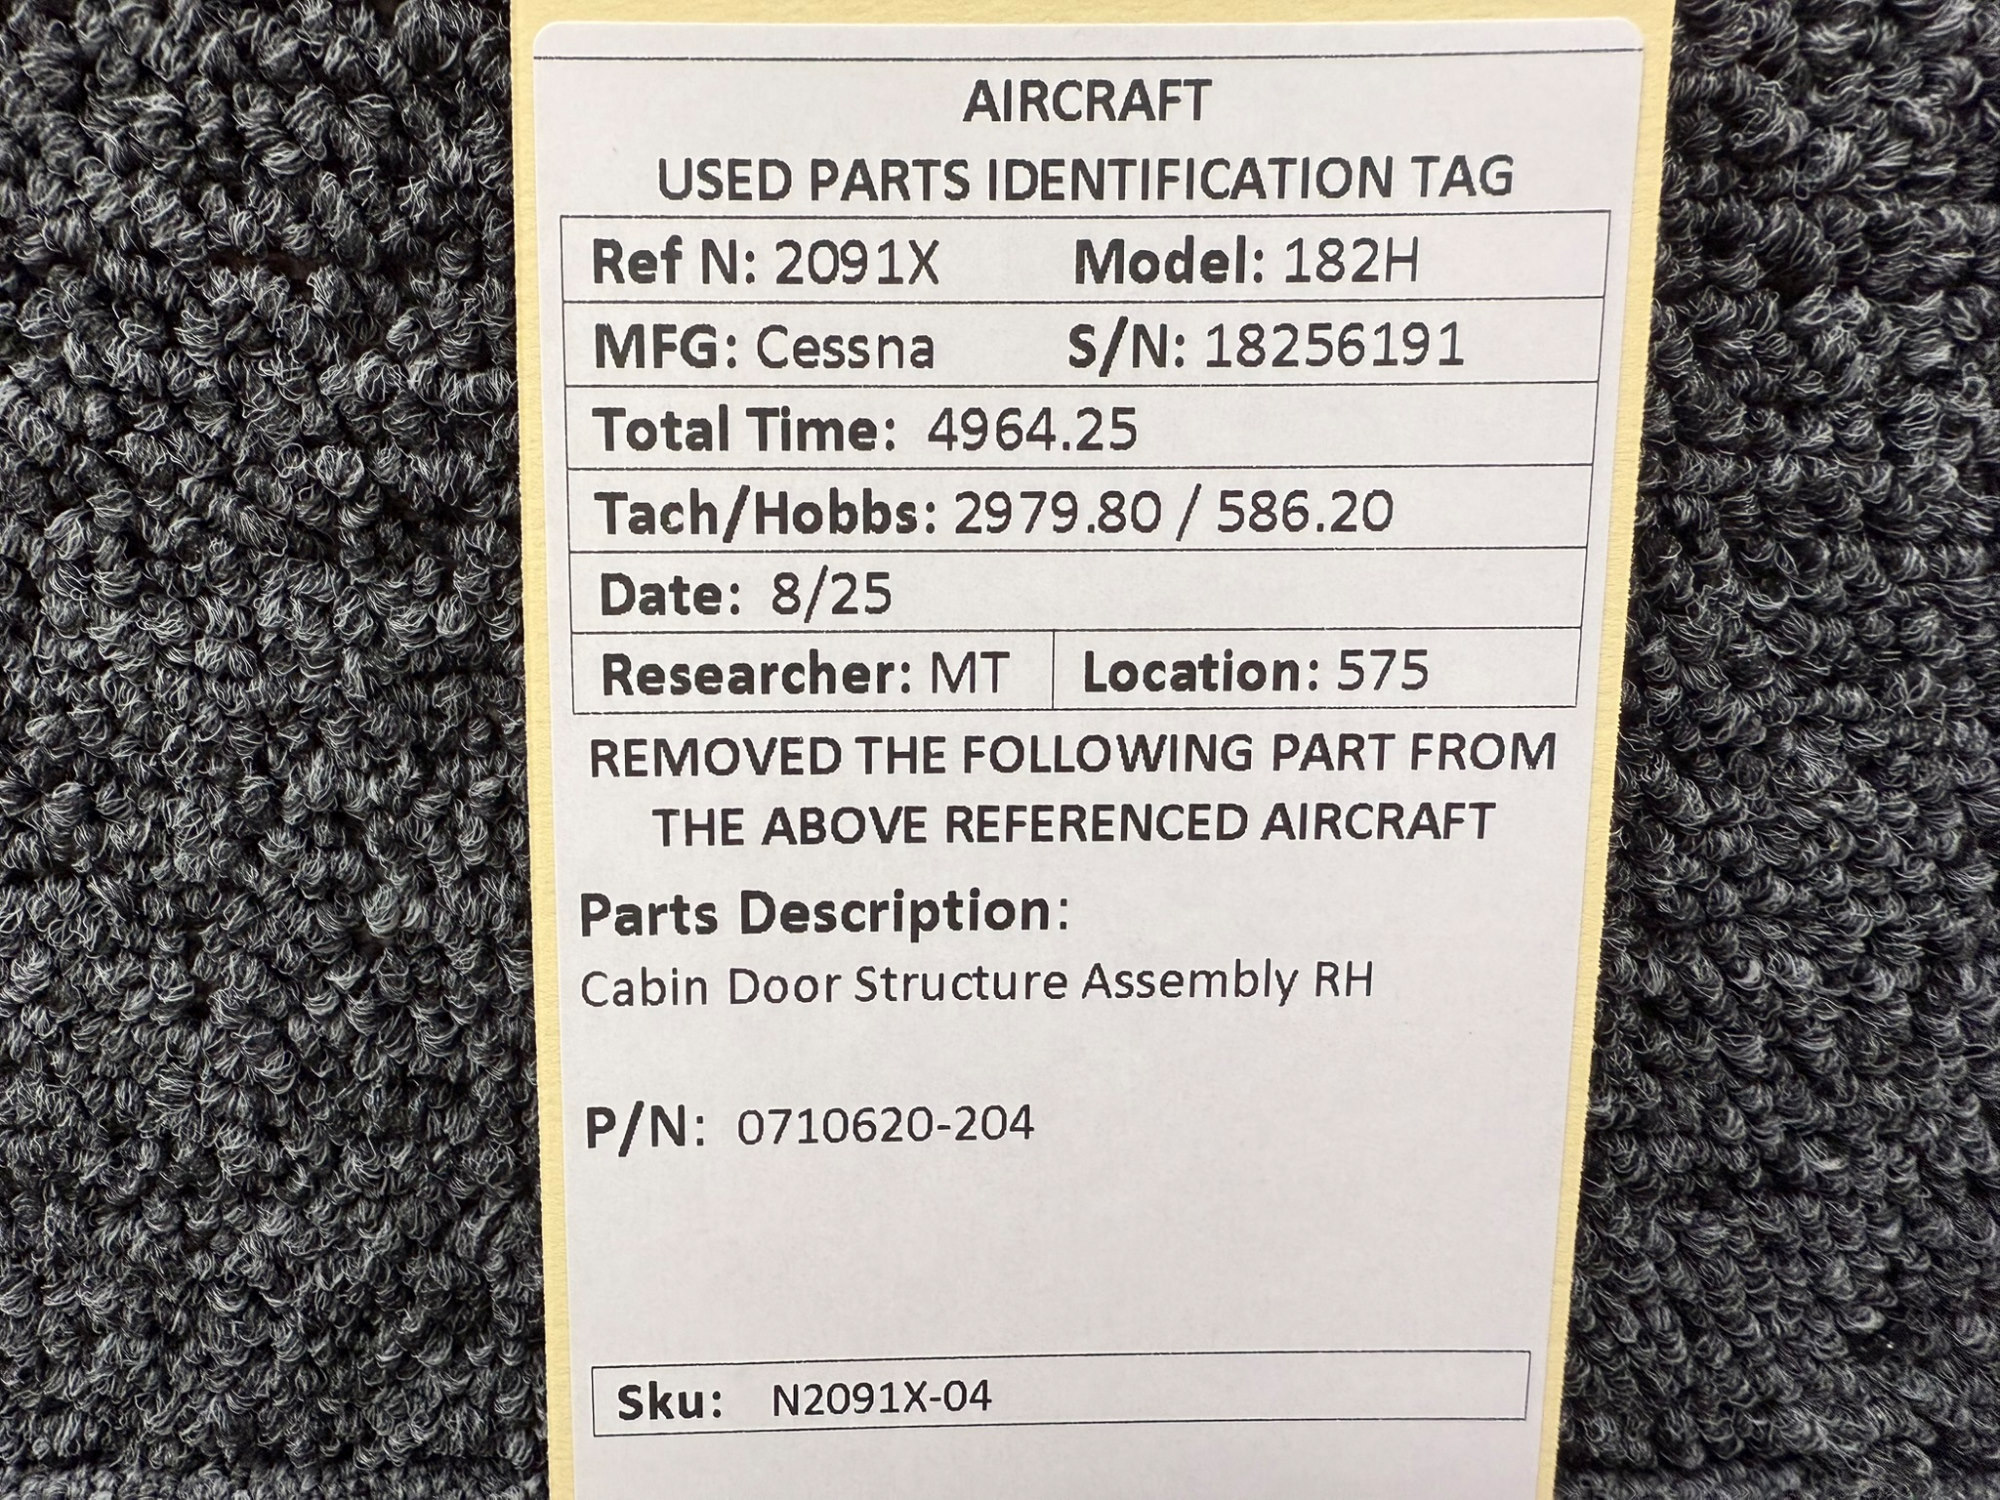 AIRCRAFT
USED PARTS IDENTIFICATION TAG
Ref N: 2091X Model: 182H
MFG: Cessna S/N: 18256191
Total Time: 4964.25
Tach/Hobbs: 2979.80 / 586.20
Date: 8/25
Researcher: MT Location: 575
REMOVED THE FOLLOWING PART FROM
THE ABOVE REFERENCED AIRCRAFT
Parts Description:
Cabin Door Structure Assembly RH
P/N: 0710620-204
Sku: N2091X-04